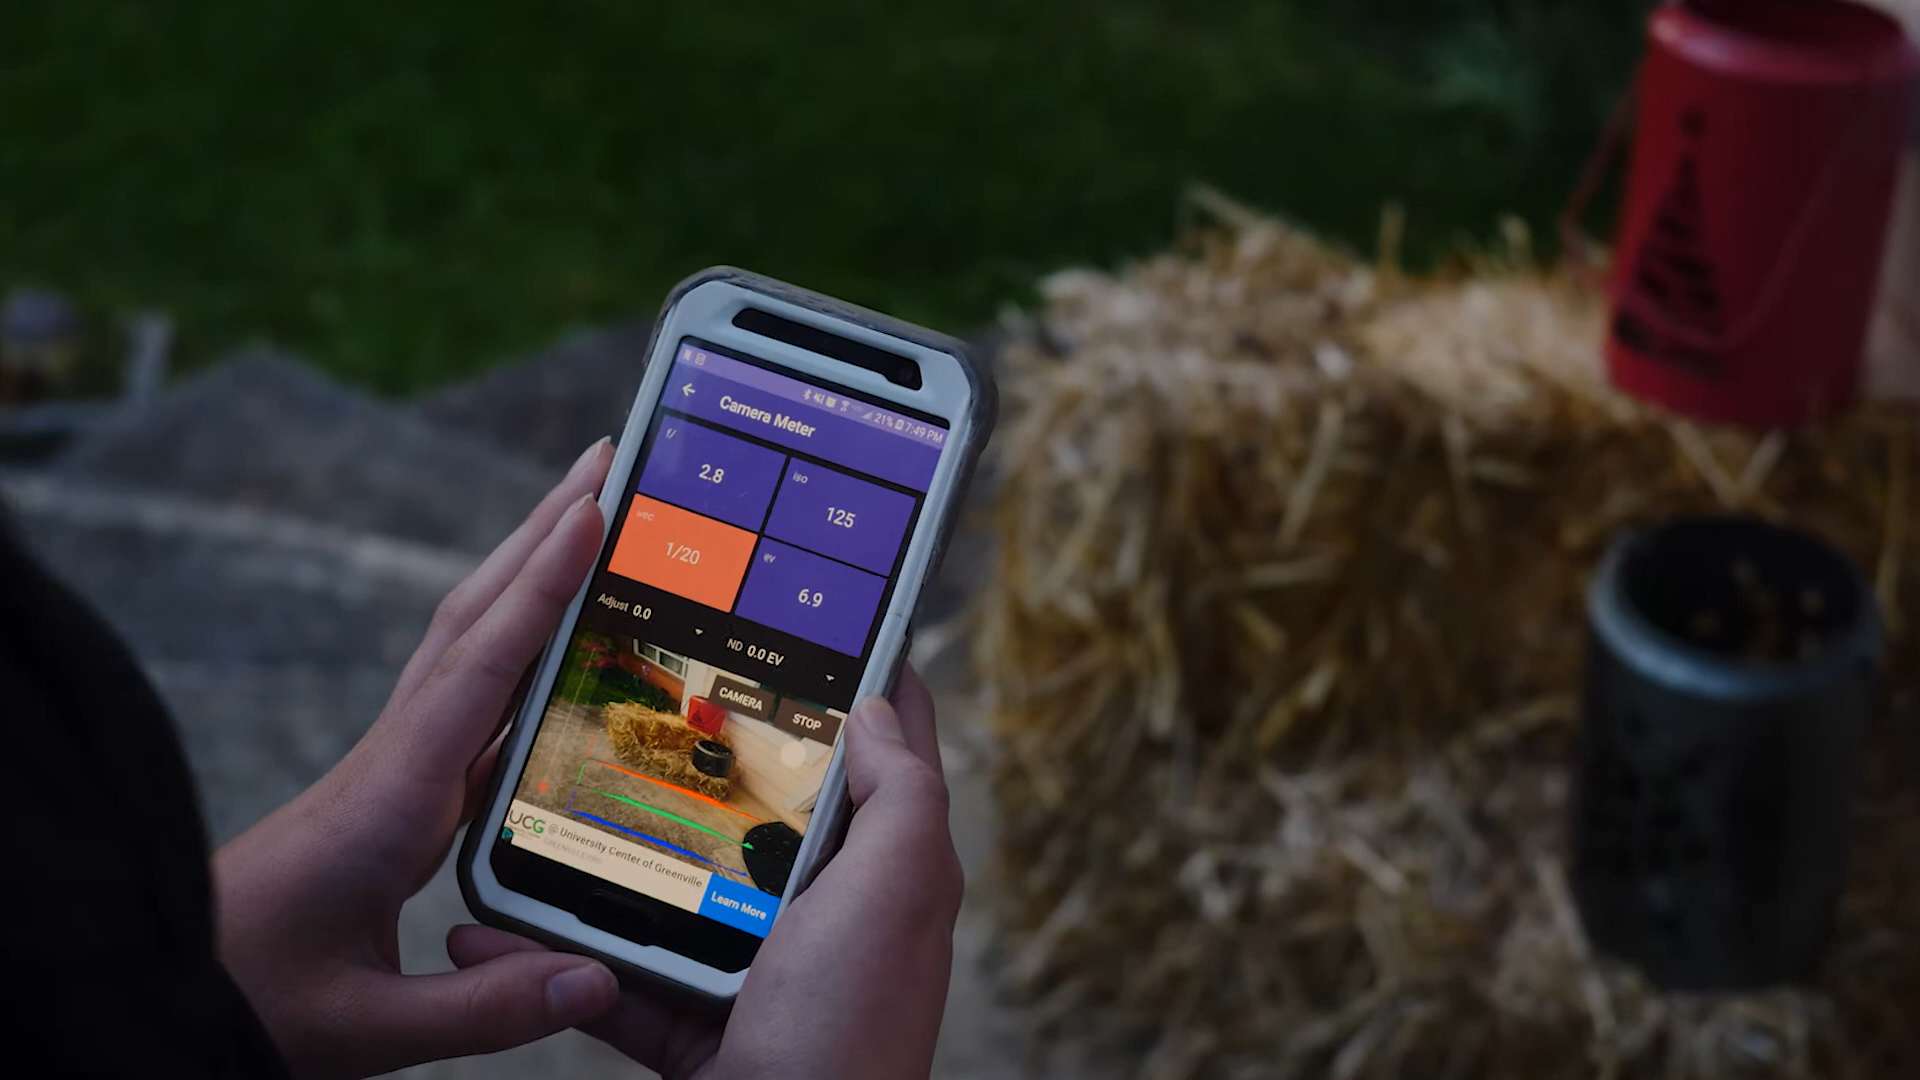 21% 7:49 PM
Camera Meter
f/
2.8
iso
125
sec
1/20
ev
6.9
Adjust 0.0
ND 0.0 EV
CAMERA
STOP
UCG
@ University Center of Greenville
Learn More